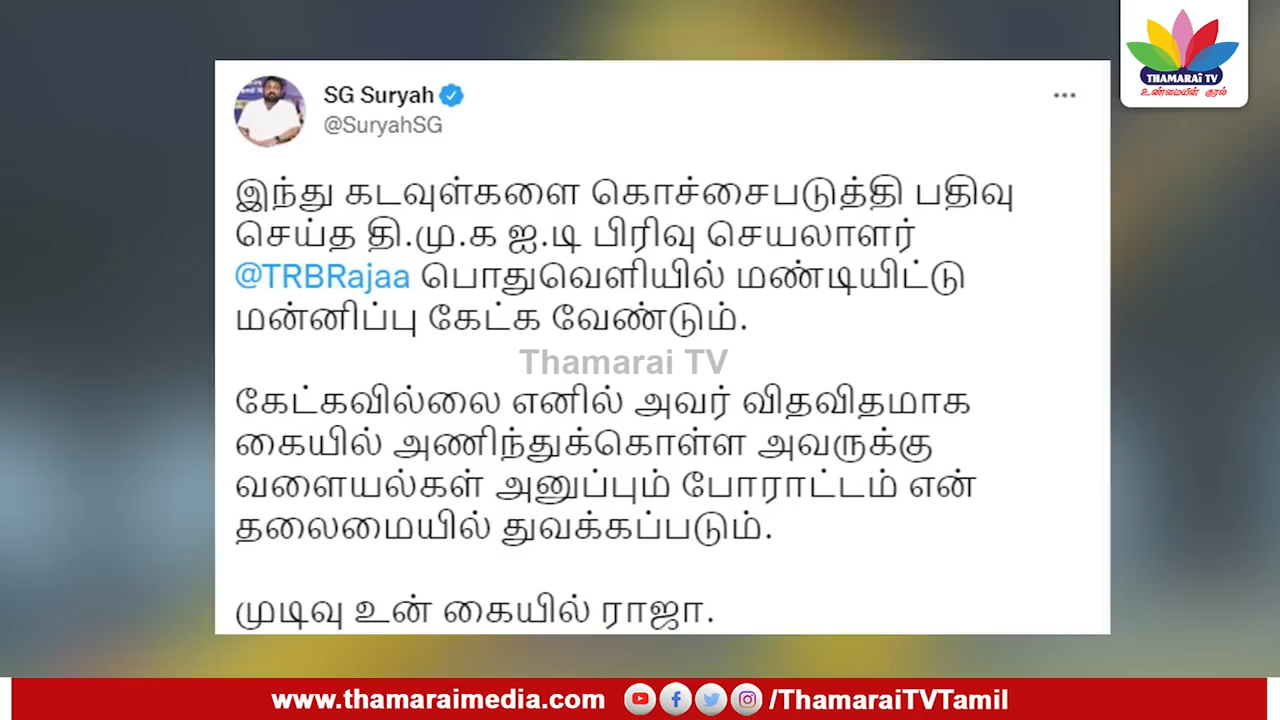 THAMARAI TV
உண்மையின் குரல்
SG Suryah
@SuryahSG
இந்து கடவுள்களை கொச்சைபடுத்தி பதிவு
செய்த தி.மு.க ஐ.டி பிரிவு செயலாளர்
@TRBRajaa பொதுவெளியில் மண்டியிட்டு
மன்னிப்பு கேட்க வேண்டும்.
Thamarai TV
கேட்கவில்லை எனில் அவர் விதவிதமாக
கையில் அணிந்துக்கொள்ள அவருக்கு
வளையல்கள் அனுப்பும் போராட்டம் என்
தலைமையில் துவக்கப்படும்.
முடிவு உன் கையில் ராஜா.
www.thamaraimedia.com /ThamaraiTVTamil